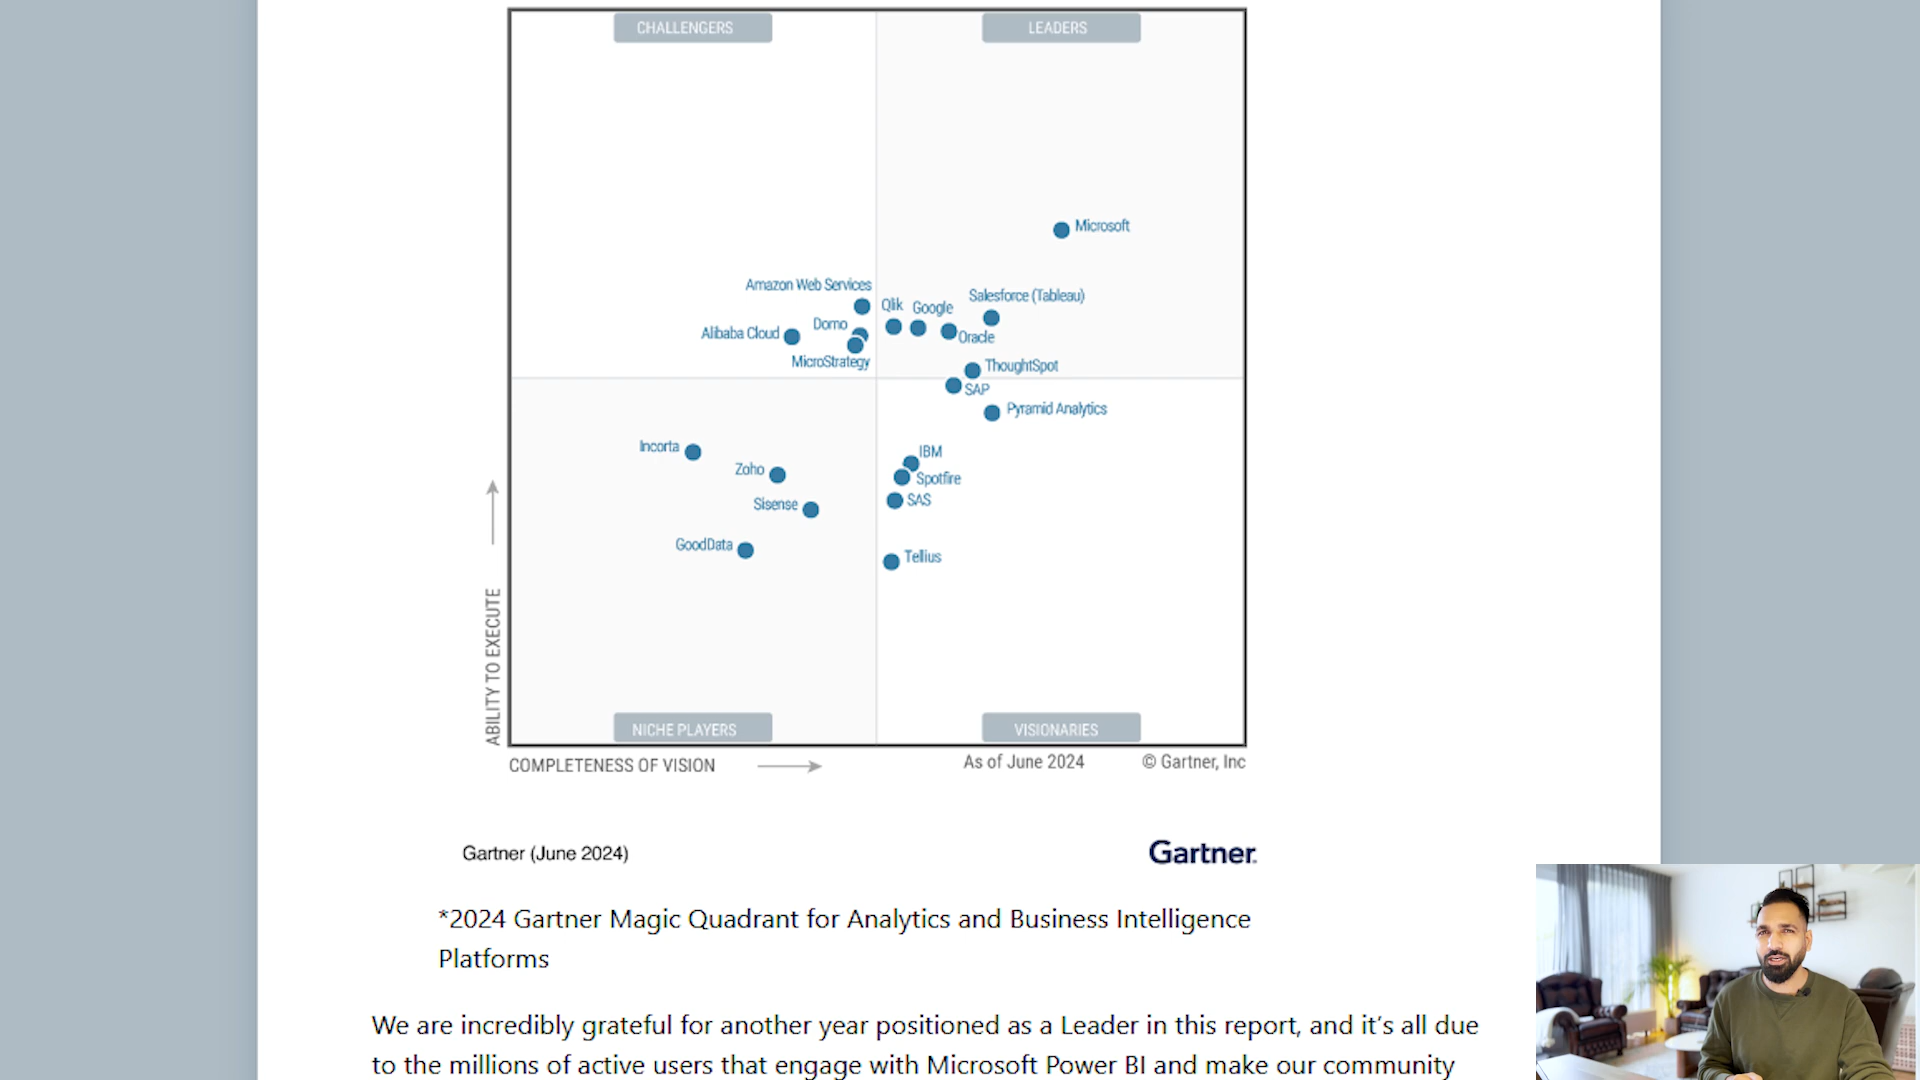 CHALLENGERS
LEADERS
Microsoft
Amazon Web Services
Qlik
Google
Salesforce (Tableau)
Alibaba Cloud
Domo
Oracle
MicroStrategy
ThoughtSpot
SAP
Pyramid Analytics
Incorta
IBM
Zoho
Spotfire
Sisense
SAS
GoodData
Tellius
ABILITY TO EXECUTE
NICHE PLAYERS
VISIONARIES
COMPLETENESS OF VISION
As of June 2024
© Gartner, Inc
Gartner (June 2024)
Gartner.
*2024 Gartner Magic Quadrant for Analytics and Business Intelligence
Platforms
We are incredibly grateful for another year positioned as a Leader in this report, and it’s all due
to the millions of active users that engage with Microsoft Power BI and make our community